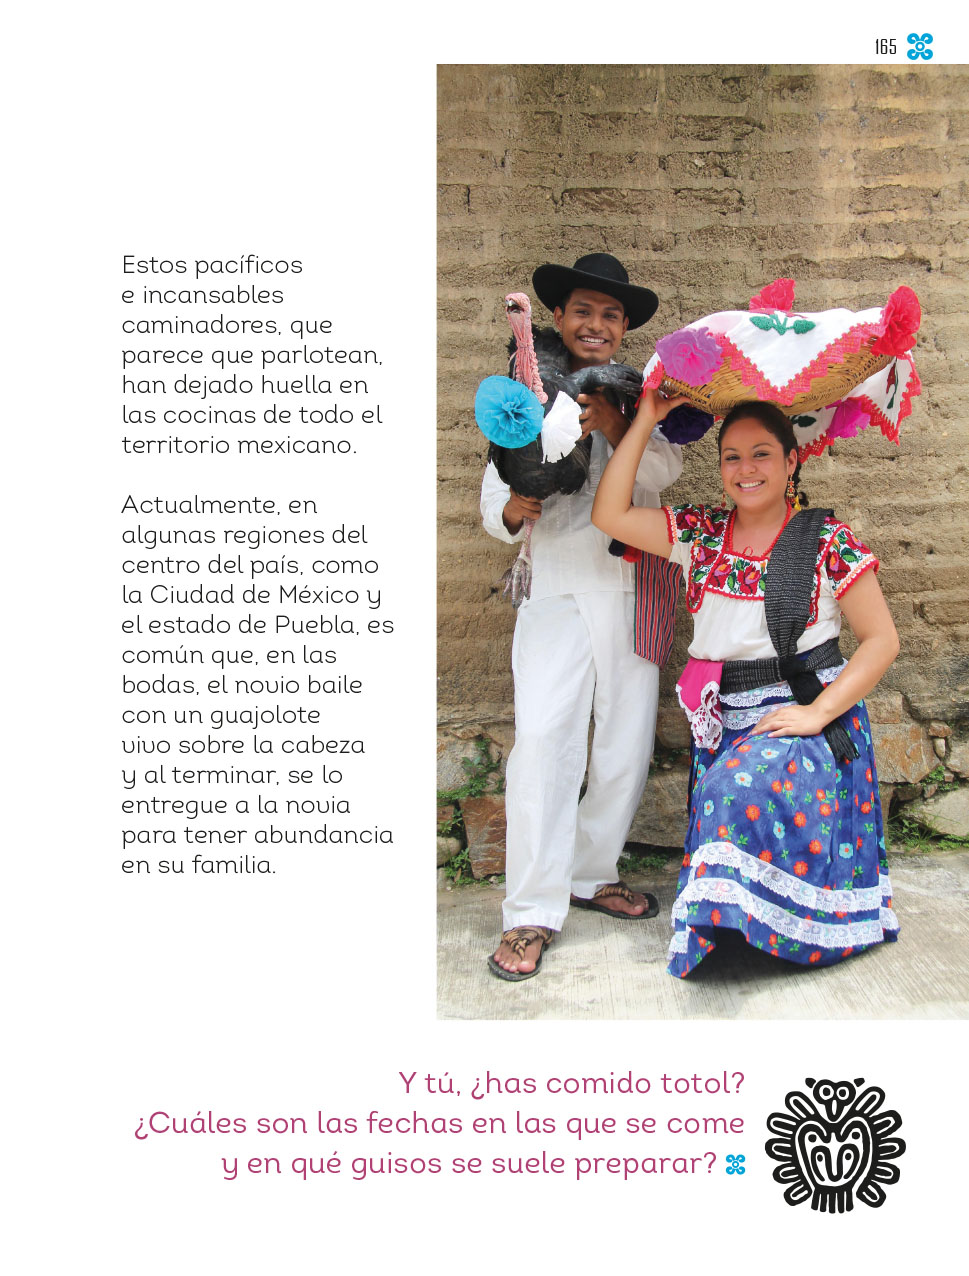 165
Estos pacíficos
e incansables
caminadores, que
parece que parlotean,
han dejado huella en
las cocinas de todo el
territorio mexicano.
Actualmente, en
algunas regiones del
centro del país, como
la Ciudad de México y
el estado de Puebla, es
común que, en las
bodas, el novio baile
con un guajolote
vivo sobre la cabeza
y al terminar, se lo
entregue a la novia
para tener abundancia
en su familia.
Y tú, ¿has comido totol?
¿Cuáles son las fechas en las que se come
y en qué guisos se suele preparar?